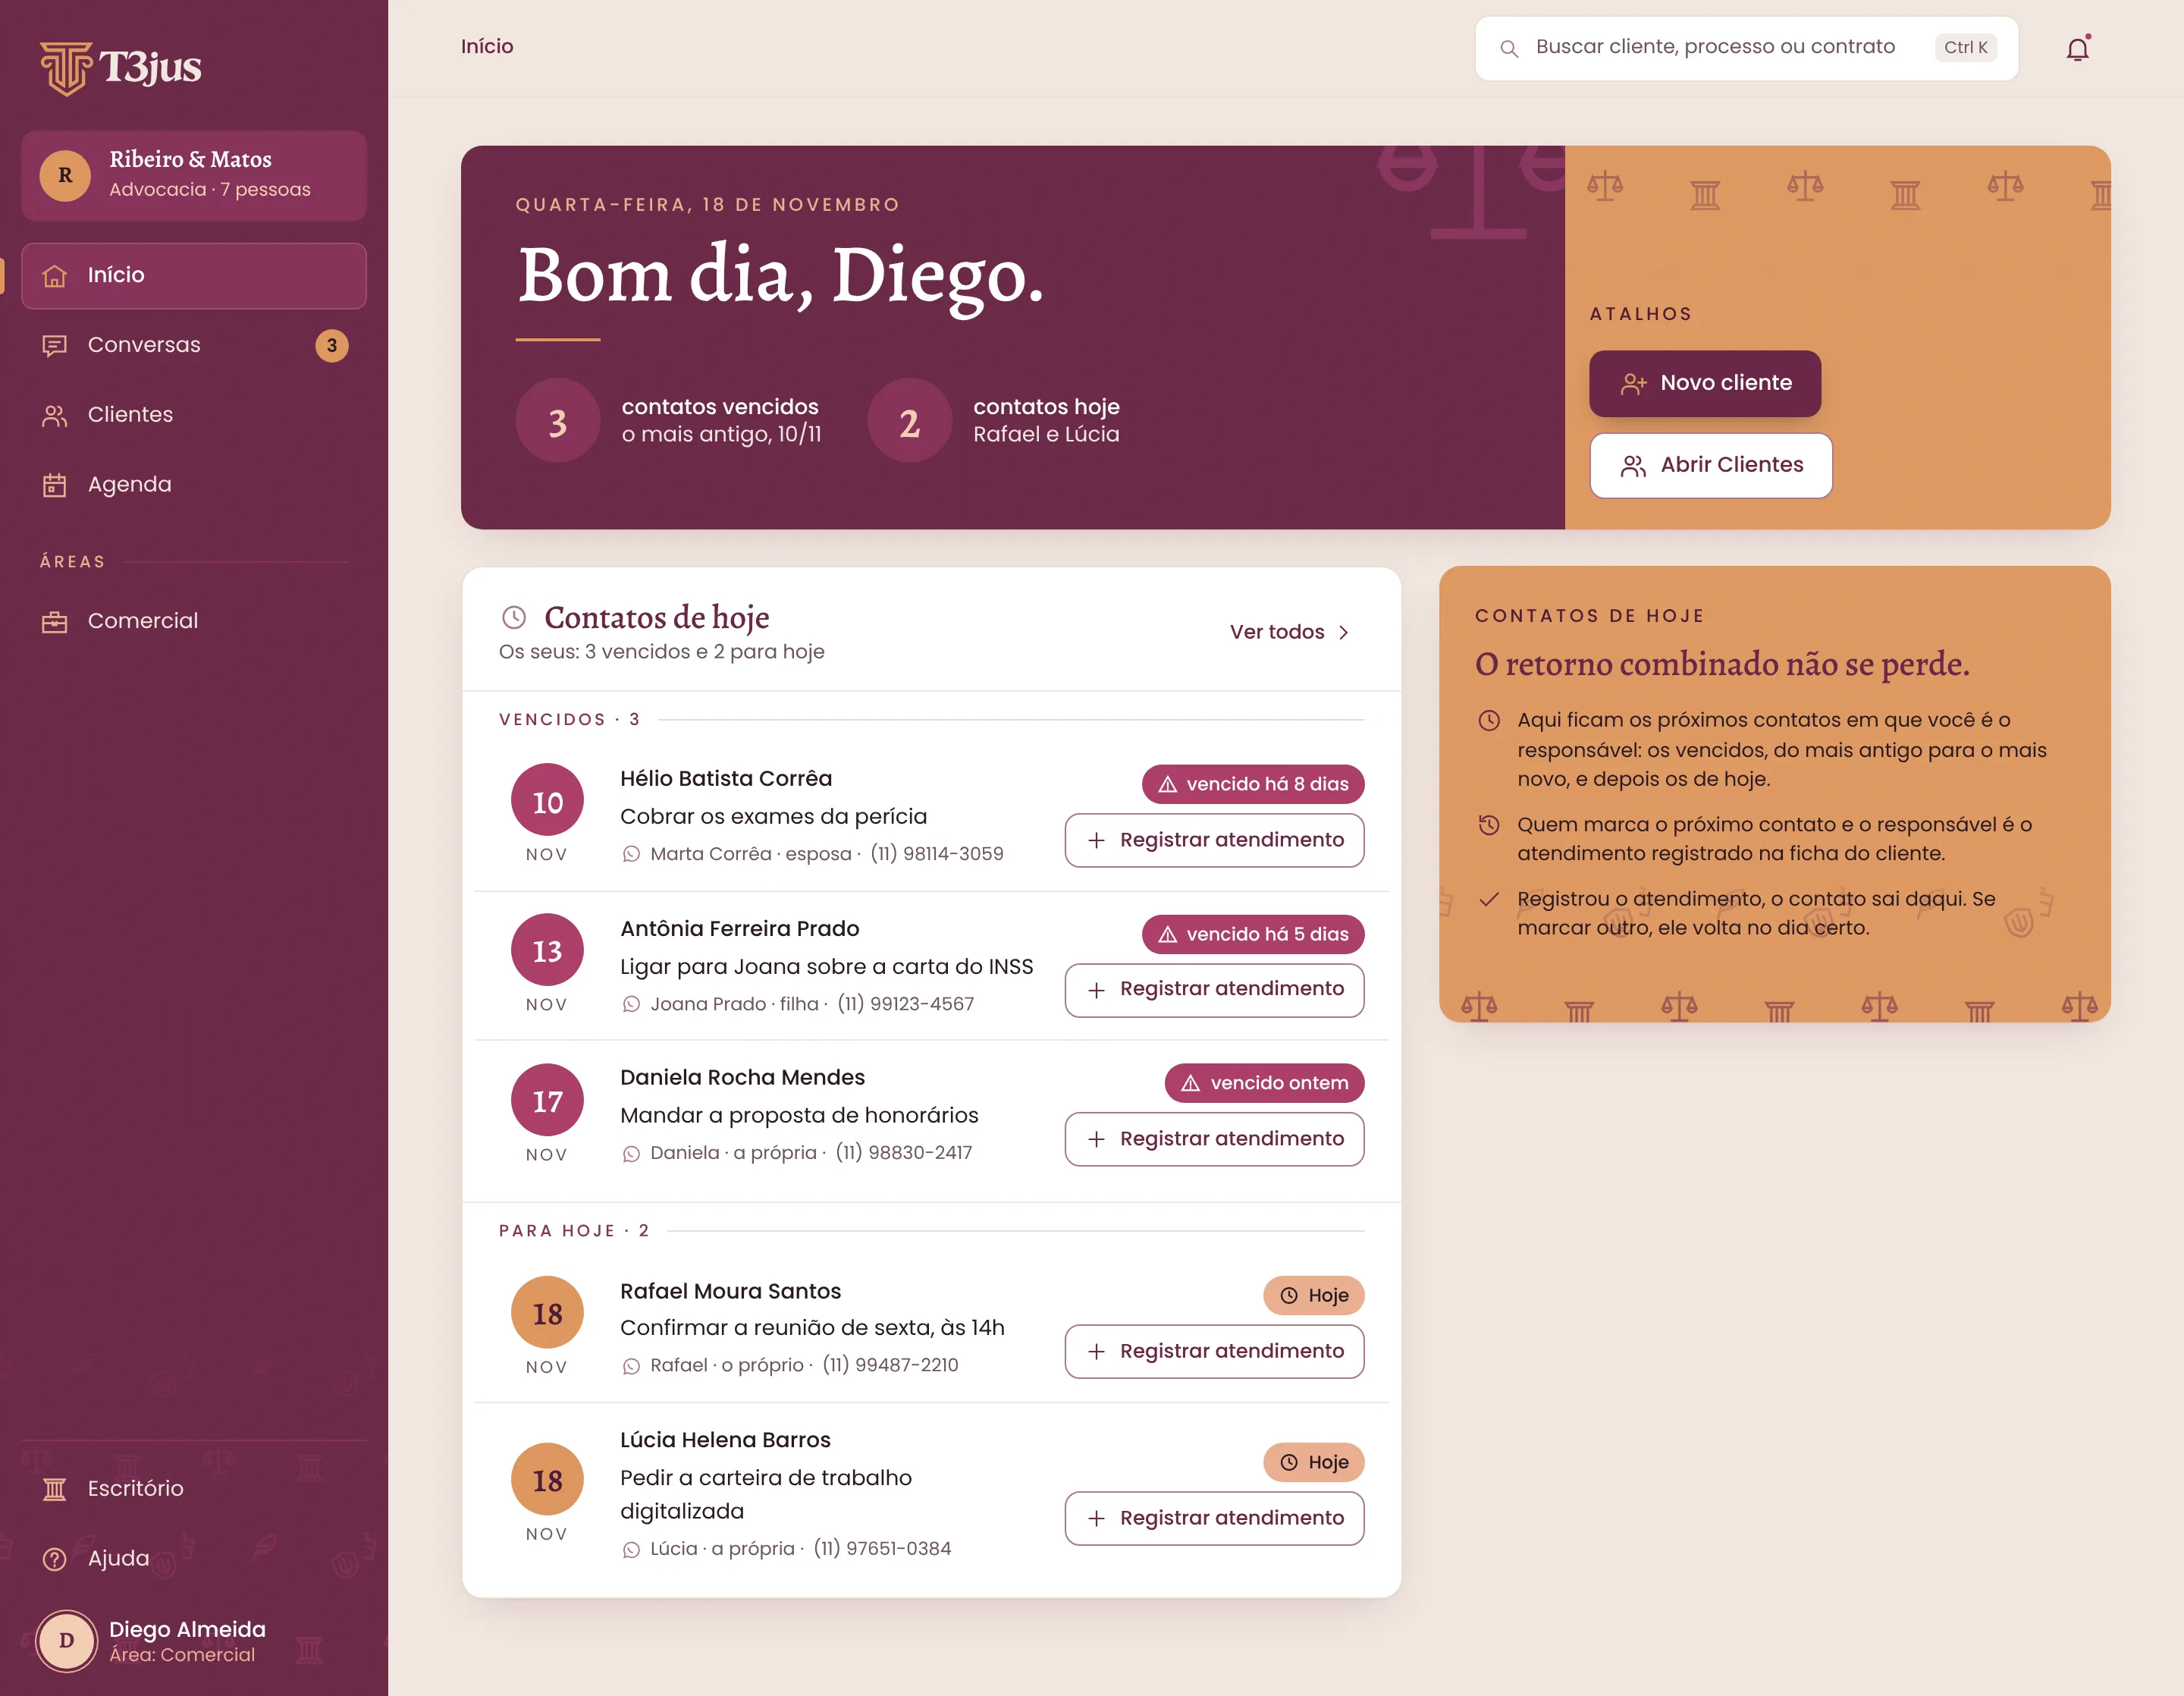 T3jus
R
Ribeiro & Matos
Advocacia · 7 pessoas
Início
Conversas
3
Clientes
Agenda
ÁREAS
Comercial
Escritório
Ajuda
D
Diego Almeida
Área: Comercial
Início
Buscar cliente, processo ou contrato
Ctrl K
QUARTA-FEIRA, 18 DE NOVEMBRO
Bom dia, Diego.
3
contatos vencidos
o mais antigo, 10/11
2
contatos hoje
Rafael e Lúcia
ATALHOS
Novo cliente
Abrir Clientes
Contatos de hoje
Os seus: 3 vencidos e 2 para hoje
Ver todos
VENCIDOS · 3
10
NOV
Hélio Batista Corrêa
Cobrar os exames da perícia
Marta Corrêa · esposa · (11) 98114-3059
vencido há 8 dias
Registrar atendimento
13
NOV
Antônia Ferreira Prado
Ligar para Joana sobre a carta do INSS
Joana Prado · filha · (11) 99123-4567
vencido há 5 dias
Registrar atendimento
17
NOV
Daniela Rocha Mendes
Mandar a proposta de honorários
Daniela · a própria · (11) 98830-2417
vencido ontem
Registrar atendimento
PARA HOJE · 2
18
NOV
Rafael Moura Santos
Confirmar a reunião de sexta, às 14h
Rafael · o próprio · (11) 99487-2210
Hoje
Registrar atendimento
18
NOV
Lúcia Helena Barros
Pedir a carteira de trabalho
digitalizada
Lúcia · a própria · (11) 97651-0384
Hoje
Registrar atendimento
CONTATOS DE HOJE
O retorno combinado não se perde.
Aqui ficam os próximos contatos em que você é o
responsável: os vencidos, do mais antigo para o mais
novo, e depois os de hoje.
Quem marca o próximo contato e o responsável é o
atendimento registrado na ficha do cliente.
Registrou o atendimento, o contato sai daqui. Se
marcar outro, ele volta no dia certo.